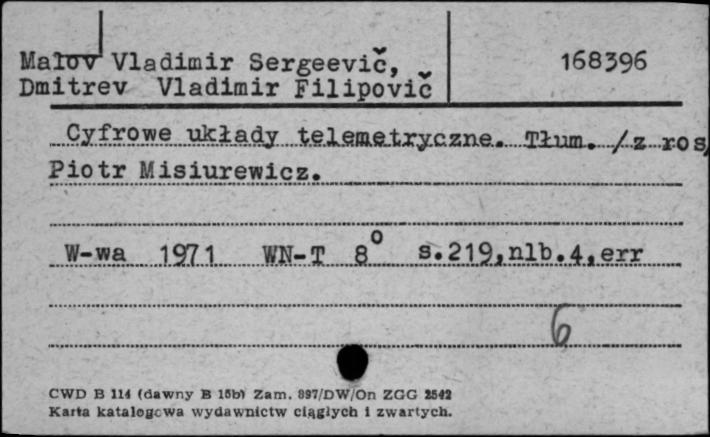 Malov Vladimir Sergeevič,
168396
Dmitrev Vladimir Filipovič
Cyfrowe układy telemetryczne. Tłum. /z ros/
Piotr Misiurewicz.
W-wa 1971 WN-T 8° s.219,nlb.4,err
6
CWD B 114 (dawny B 15b) Zam. 897/DW/On ZGG 2542
Karta katalogowa wydawnictw ciągłych i zwartych.